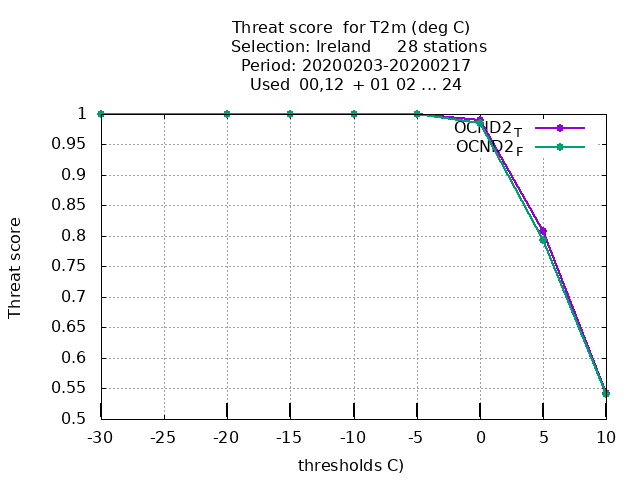 Threat score  for T2m (deg C)
Selection: Ireland     28 stations
Period: 20200203-20200217
Used  00,12  + 01 02 ... 24
1
0.95
0.9
0.85
0.8
0.75
0.7
0.65
0.6
0.55
0.5
Threat score
OCND2T
OCND2F
-30
-25
-20
-15
-10
-5
0
5
10
thresholds C)